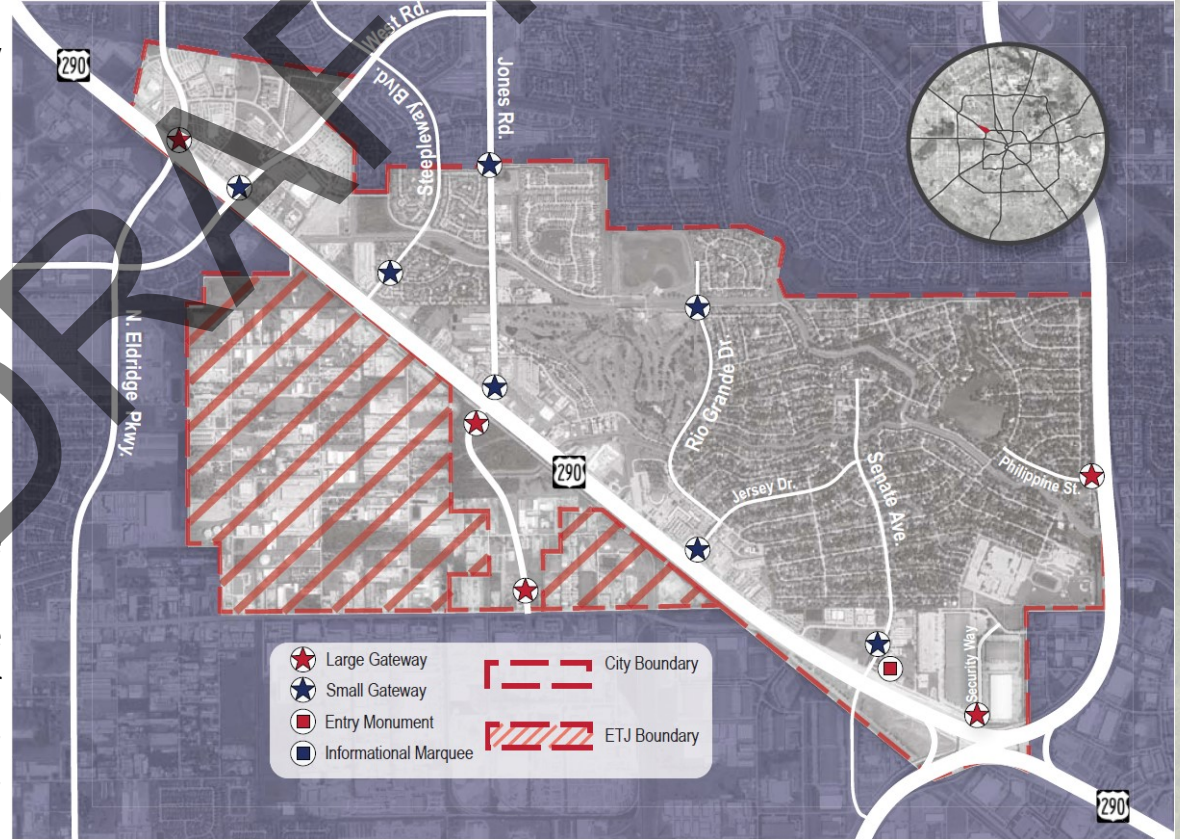 DRAFT
290
West Rd.
Steepleway Blvd.
Jones Rd.
N. Eldridge Pkwy.
Rio Grande Dr.
290
Jersey Dr.
Senate Ave.
Philippine St.
Security Way
Large Gateway
Small Gateway
Entry Monument
Informational Marquee
City Boundary
ETJ Boundary
290